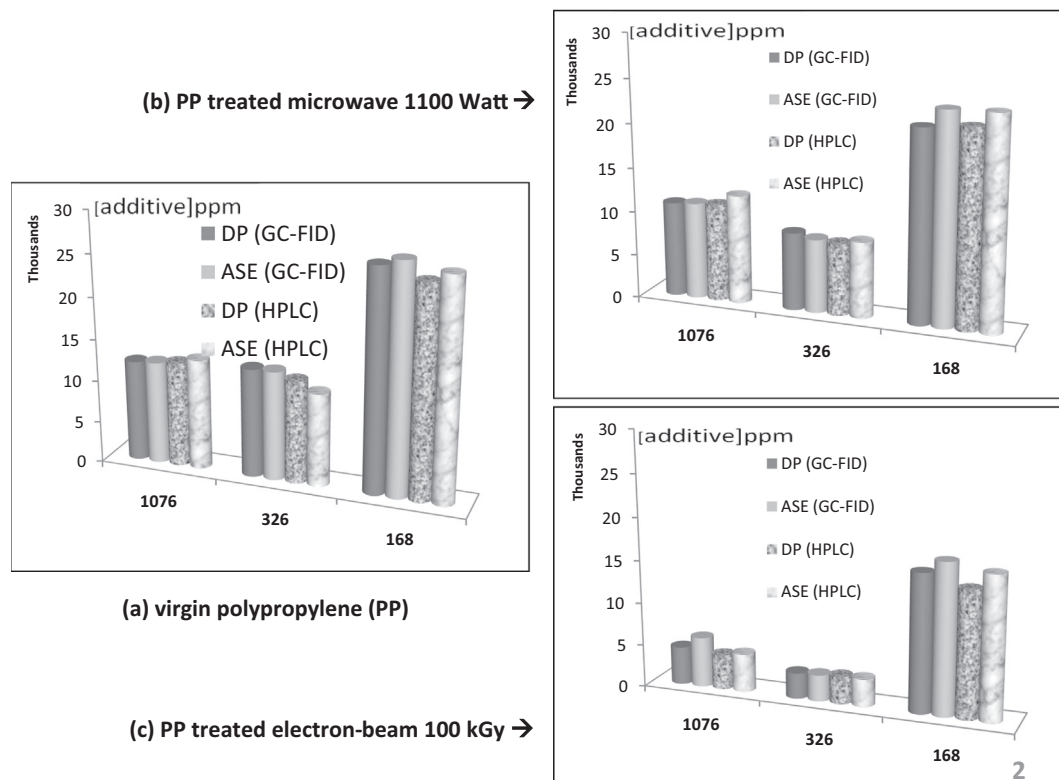 (b) PP treated microwave 1100 Watt →
[additive]ppm
Thousands
30
25
20
15
10
5
0
DP (GC-FID)
ASE (GC-FID)
DP (HPLC)
ASE (HPLC)
1076
326
168
[additive]ppm
Thousands
30
25
20
15
10
5
0
DP (GC-FID)
ASE (GC-FID)
DP (HPLC)
ASE (HPLC)
1076
326
168
(a) virgin polypropylene (PP)
[additive]ppm
Thousands
30
25
20
15
10
5
0
DP (GC-FID)
ASE (GC-FID)
DP (HPLC)
ASE (HPLC)
1076
326
168
(c) PP treated electron-beam 100 kGy →
2